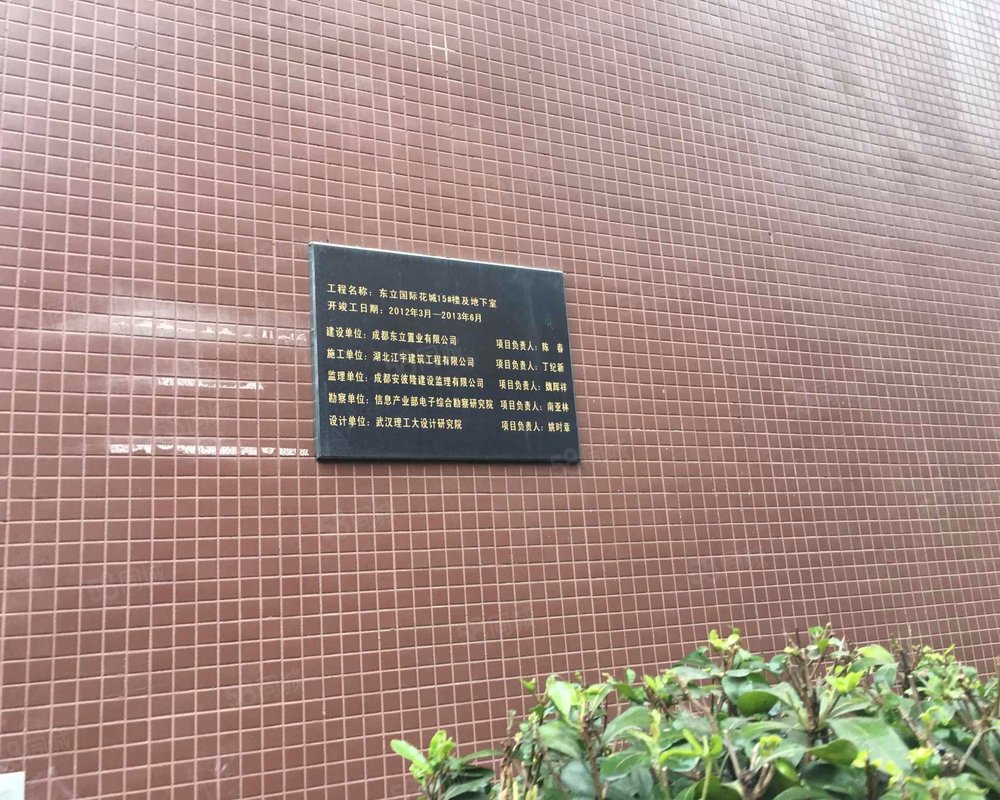 工程名称：东立国际花城15#楼及地下室
开竣工日期：2012年3月—2013年6月
建设单位：成都东立置业有限公司 项目负责人：陈 春
施工单位：湖北江宇建筑工程有限公司 项目负责人：丁纪新
监理单位：成都安彼隆建设监理有限公司 项目负责人：魏辉祥
勘察单位：信息产业部电子综合勘察研究院 项目负责人：南亚林
设计单位：武汉理工大设计研究院 项目负责人：姚时章